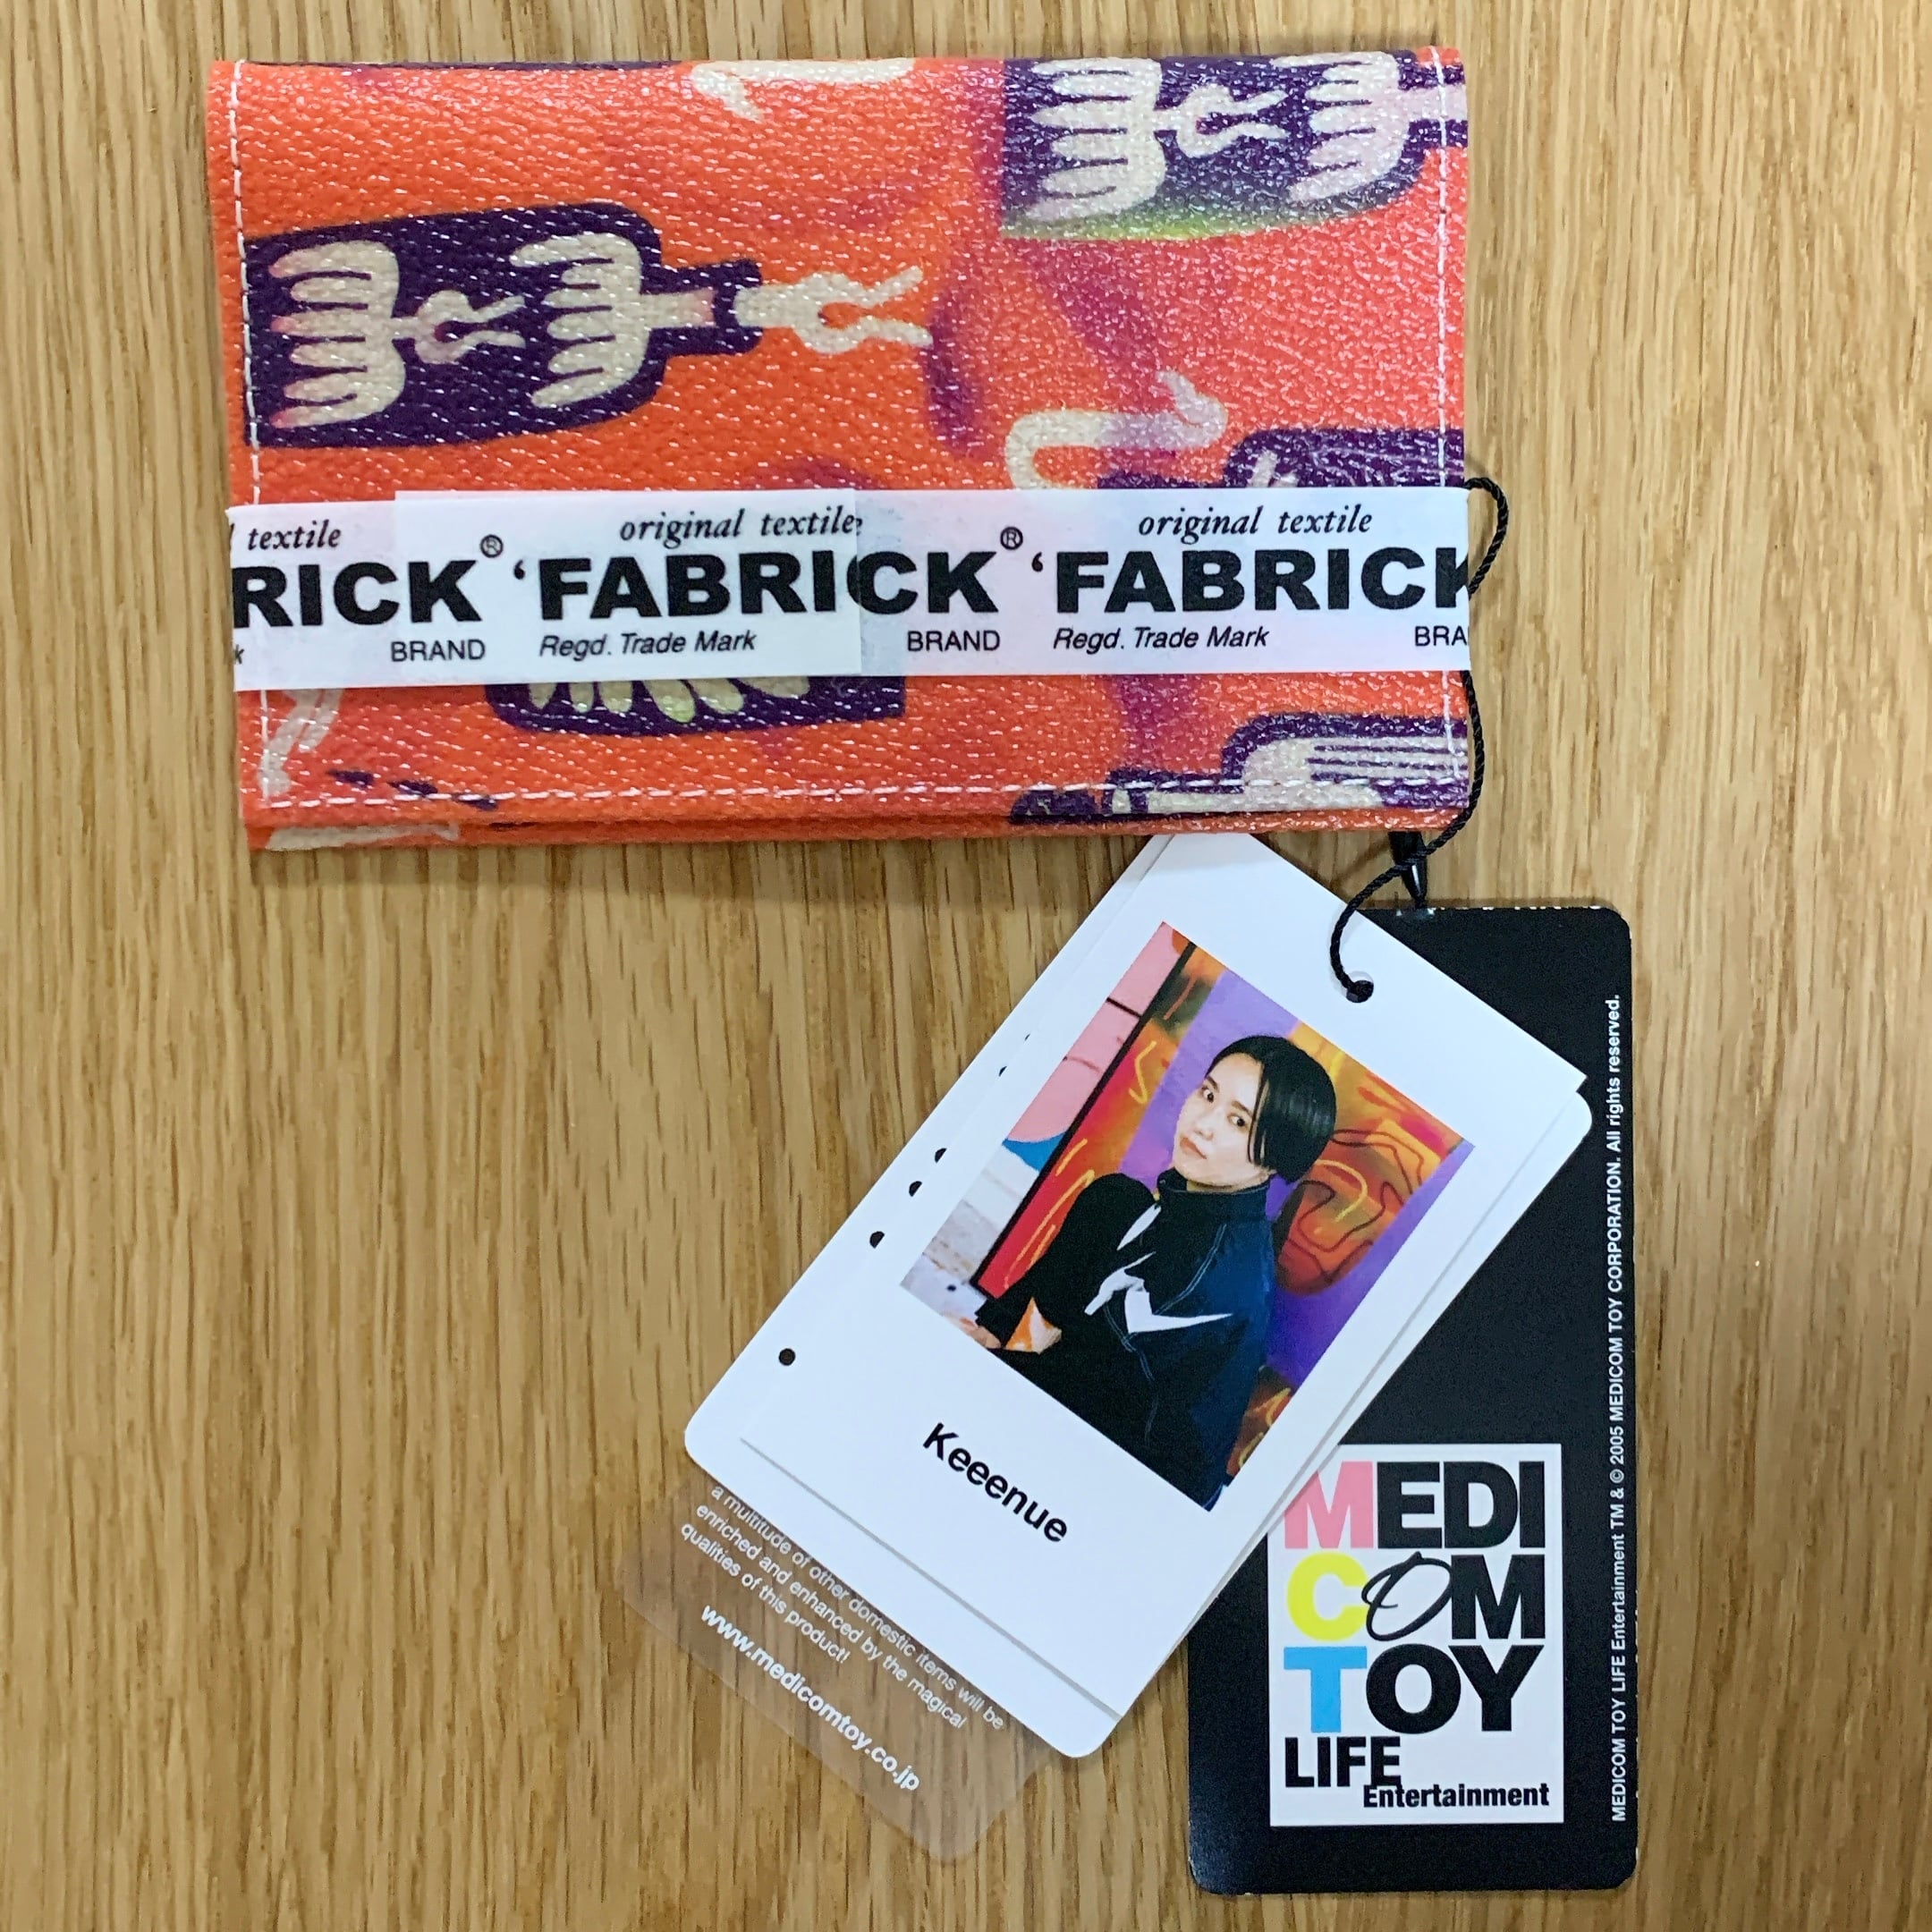 textile original textile original textile
RICK® ‘FABRICK® ‘FABRICK
BRAND Regd. Trade Mark BRAND Regd. Trade Mark BRA
Keeenue
a multitude of other domestic items will be
enriched and enhanced by the magical
qualities of this product!
www.medicomtoy.co.jp
MEDI
COM
TOY
LIFE
Entertainment
MEDICOM TOY LIFE Entertainment TM & © 2005 MEDICOM TOY CORPORATION. All rights reserved.